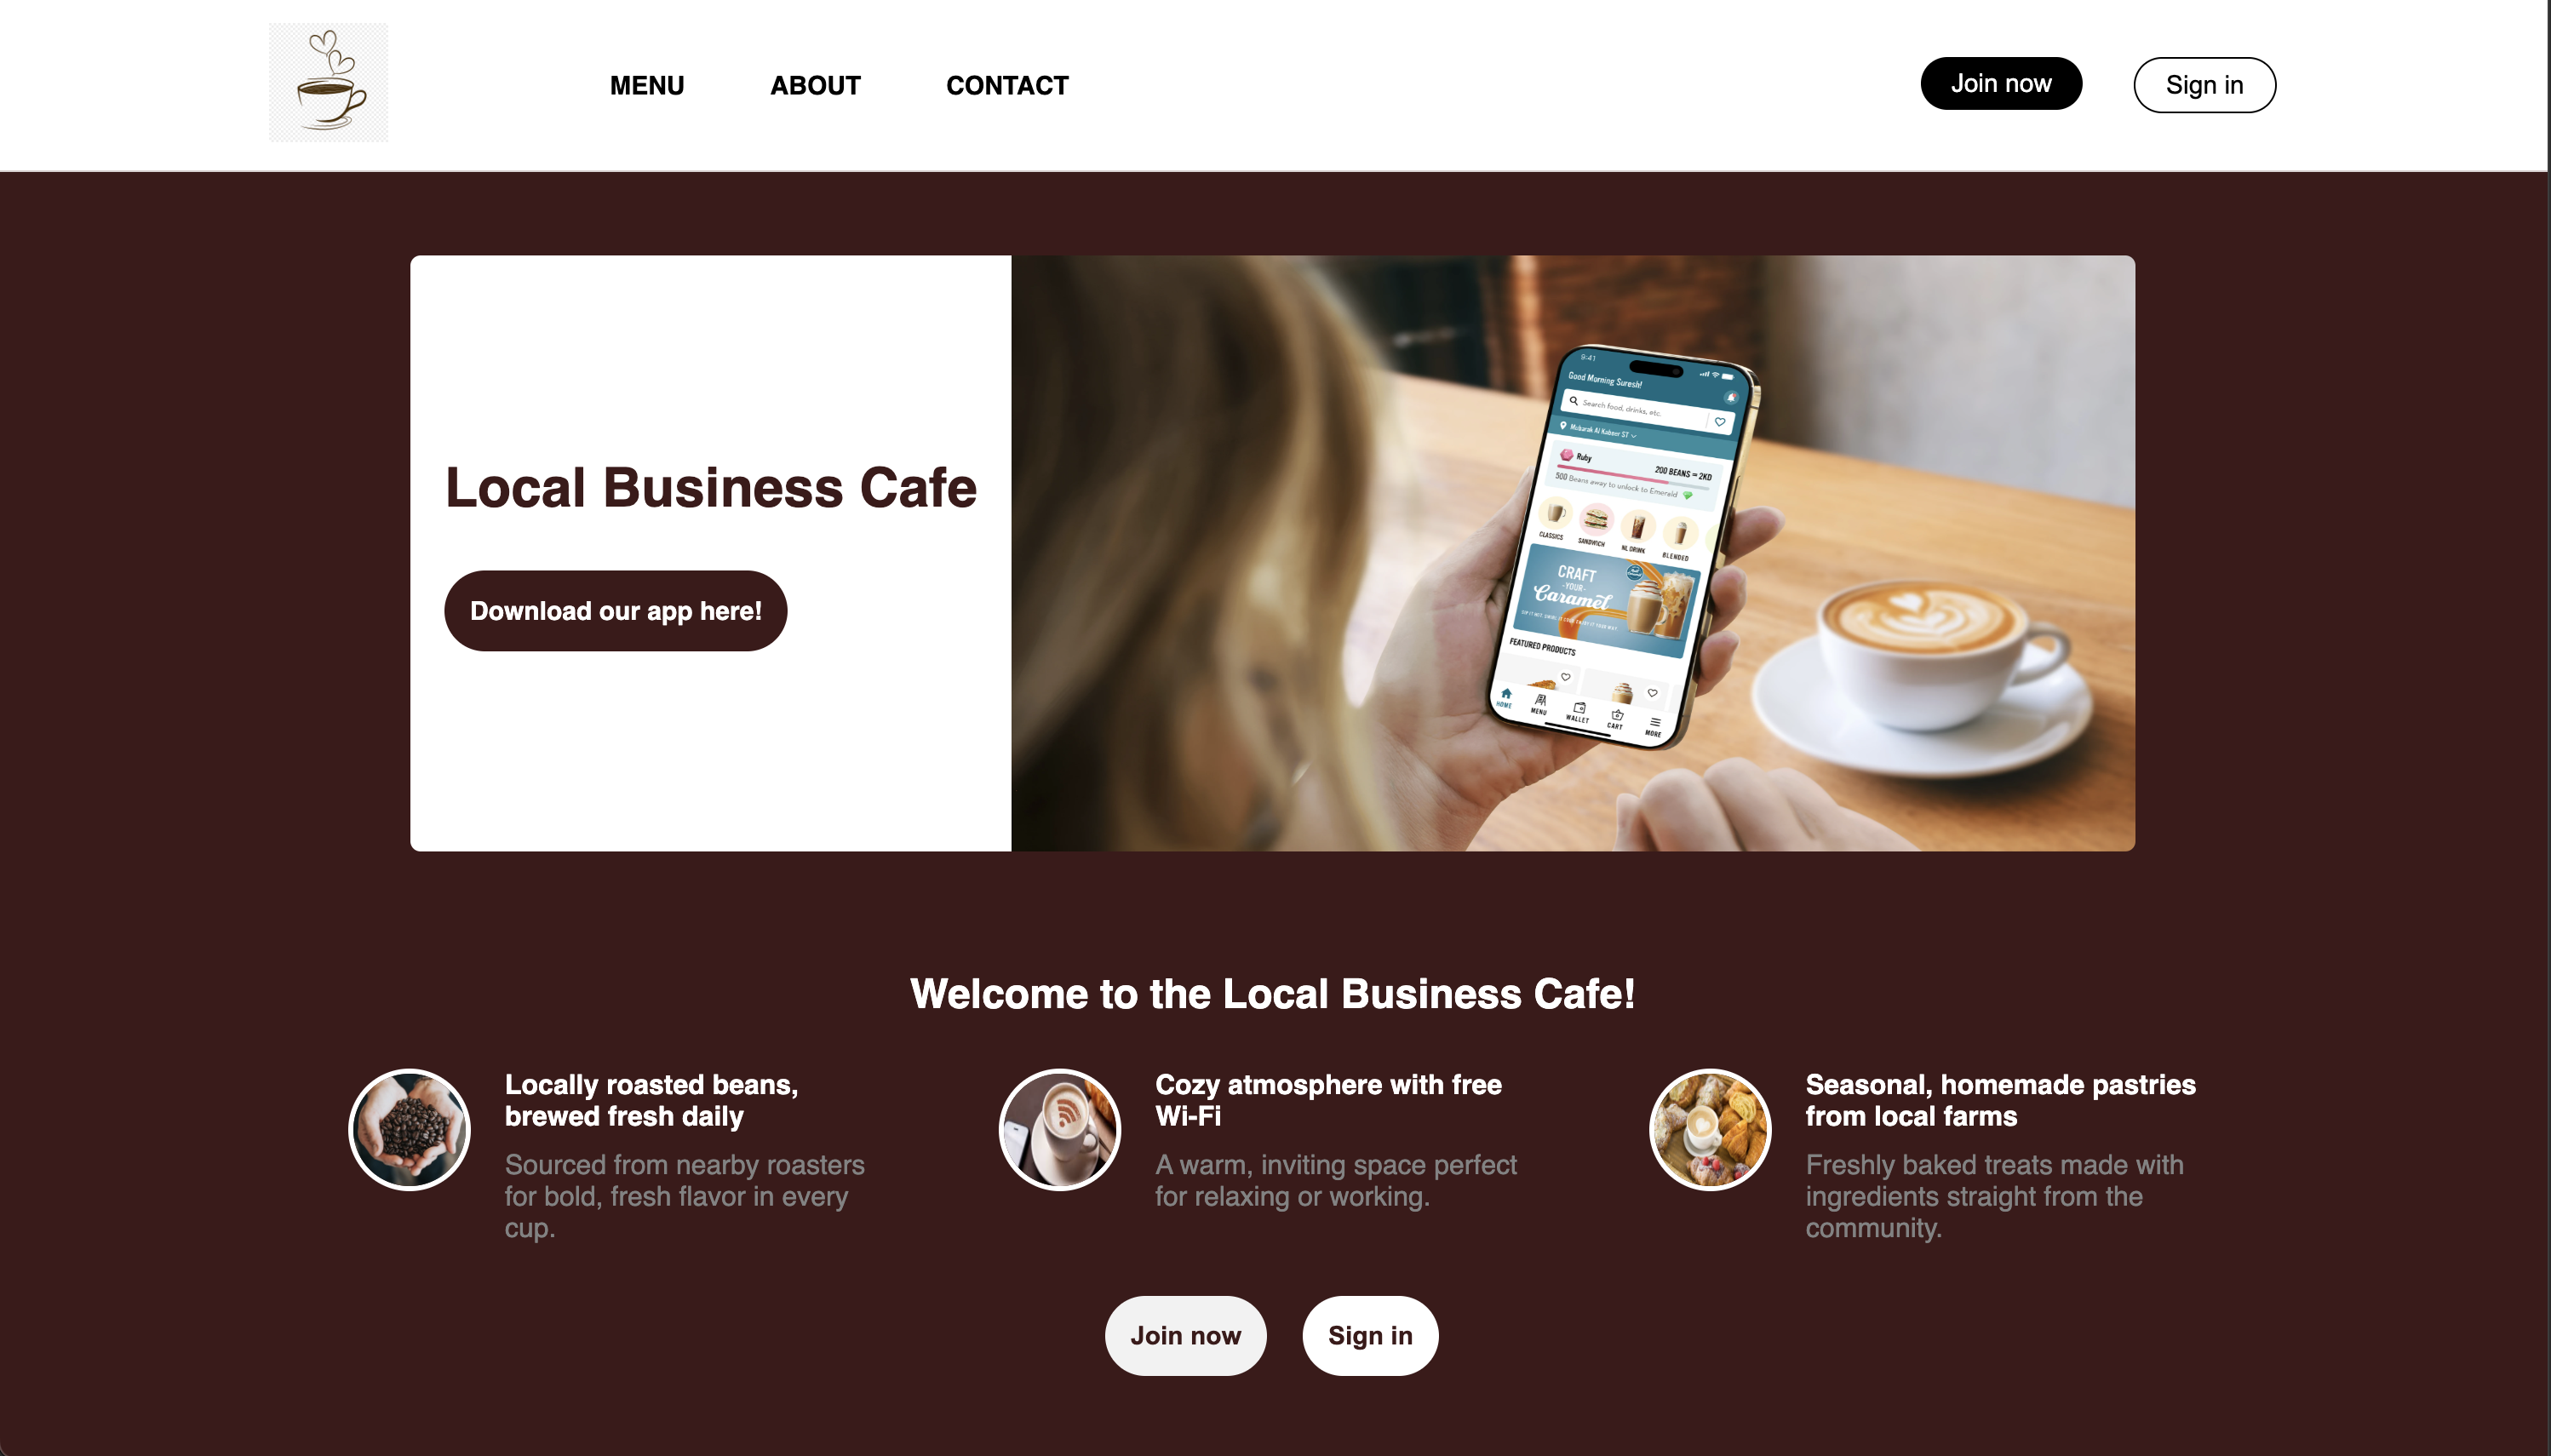 MENU ABOUT CONTACT Join now Sign in
Local Business Cafe
Download our app here!
9:41
Good Morning Suresh!
Search food, drinks, etc.
Mubarak Al Kabeer ST
Ruby 200 BEANS = 2KD
500 Beans away to unlock to Emerald
CLASSICS SANDWICH NL DRINK BLENDED
CRAFT
-YOUR-
Caramel
FEATURED PRODUCTS
HOME MENU WALLET CART MORE
Welcome to the Local Business Cafe!
Locally roasted beans,
brewed fresh daily
Sourced from nearby roasters
for bold, fresh flavor in every
cup.
Cozy atmosphere with free
Wi-Fi
A warm, inviting space perfect
for relaxing or working.
Seasonal, homemade pastries
from local farms
Freshly baked treats made with
ingredients straight from the
community.
Join now Sign in